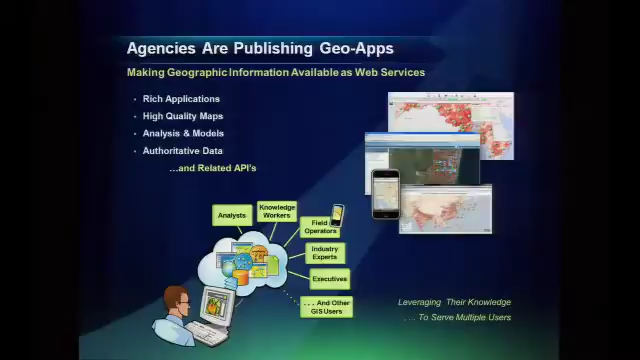 Agencies Are Publishing Geo-Apps
Making Geographic Information Available as Web Services
• Rich Applications
• High Quality Maps
• Analysis & Models
• Authoritative Data
...and Related API's
Analysts
Knowledge
Workers
Field
Operators
Industry
Experts
Executives
. . . And Other
GIS Users
Leveraging Their Knowledge
. . . To Serve Multiple Users